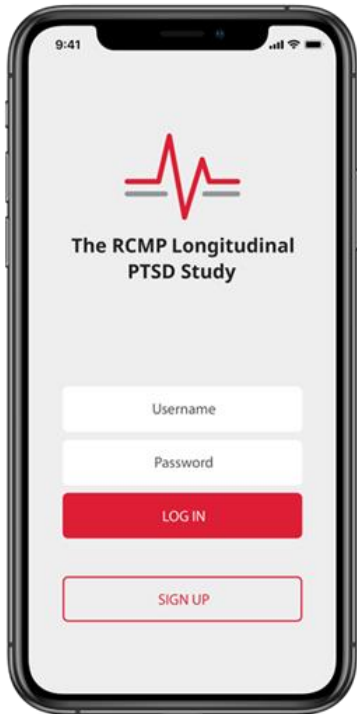 9:41
The RCMP Longitudinal
PTSD Study
Username
Password
LOG IN
SIGN UP